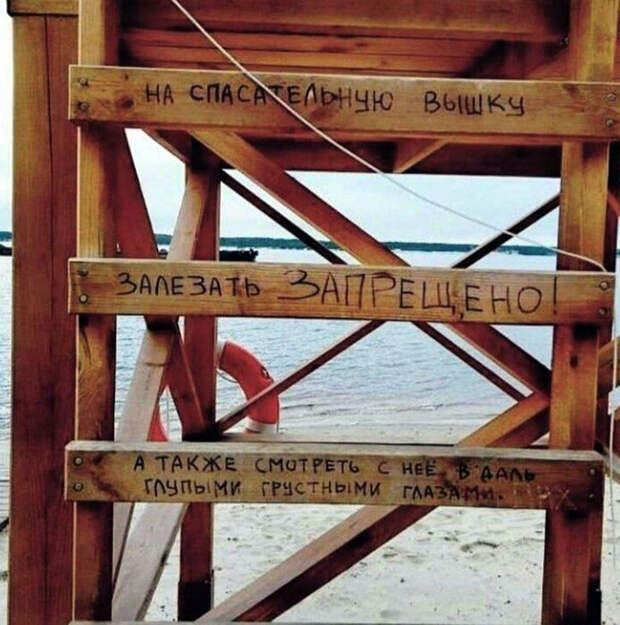 НА СПАСАТЕЛЬНУЮ ВЫШКУ
ЗАЛЕЗАТЬ ЗАПРЕЩЕНО!
А ТАКЖЕ СМОТРЕТЬ С НЕЁ В ДАЛЬ
ГЛУПЫМИ ГРУСТНЫМИ ГЛАЗАМИ.